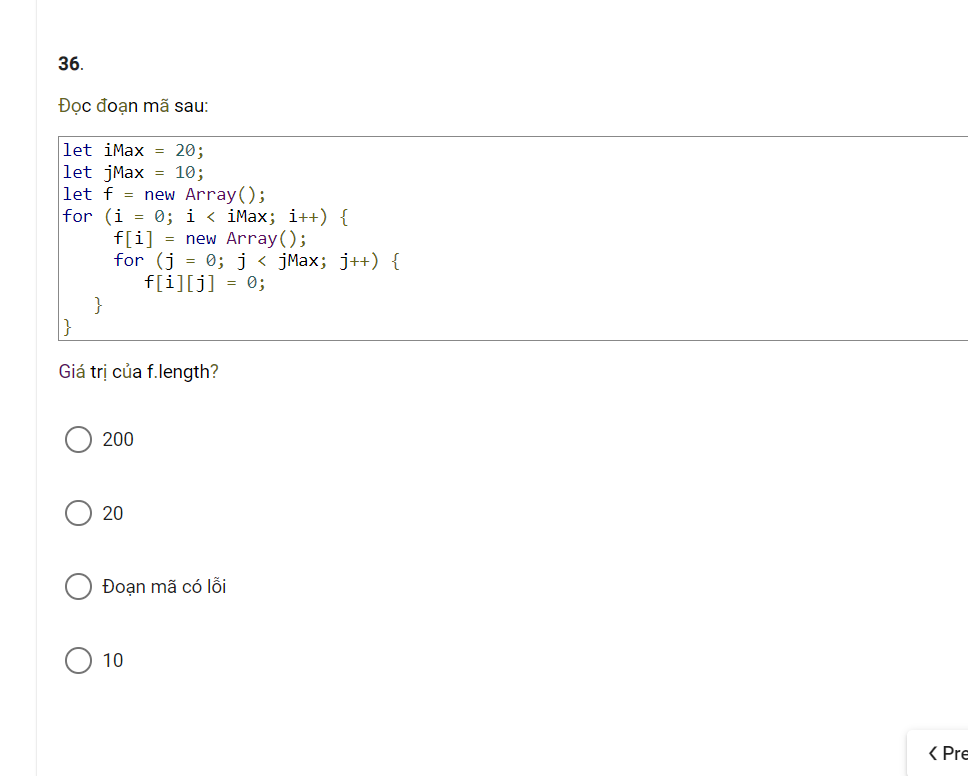 36.
Đọc đoạn mã sau:
let iMax = 20;
let jMax = 10;
let f = new Array();
for (i = 0; i < iMax; i++) {
f[i] = new Array();
for (j = 0; j < jMax; j++) {
f[i][j] = 0;
}
}
Giá trị của f.length?
200
20
Đoạn mã có lỗi
10
‹ Pre